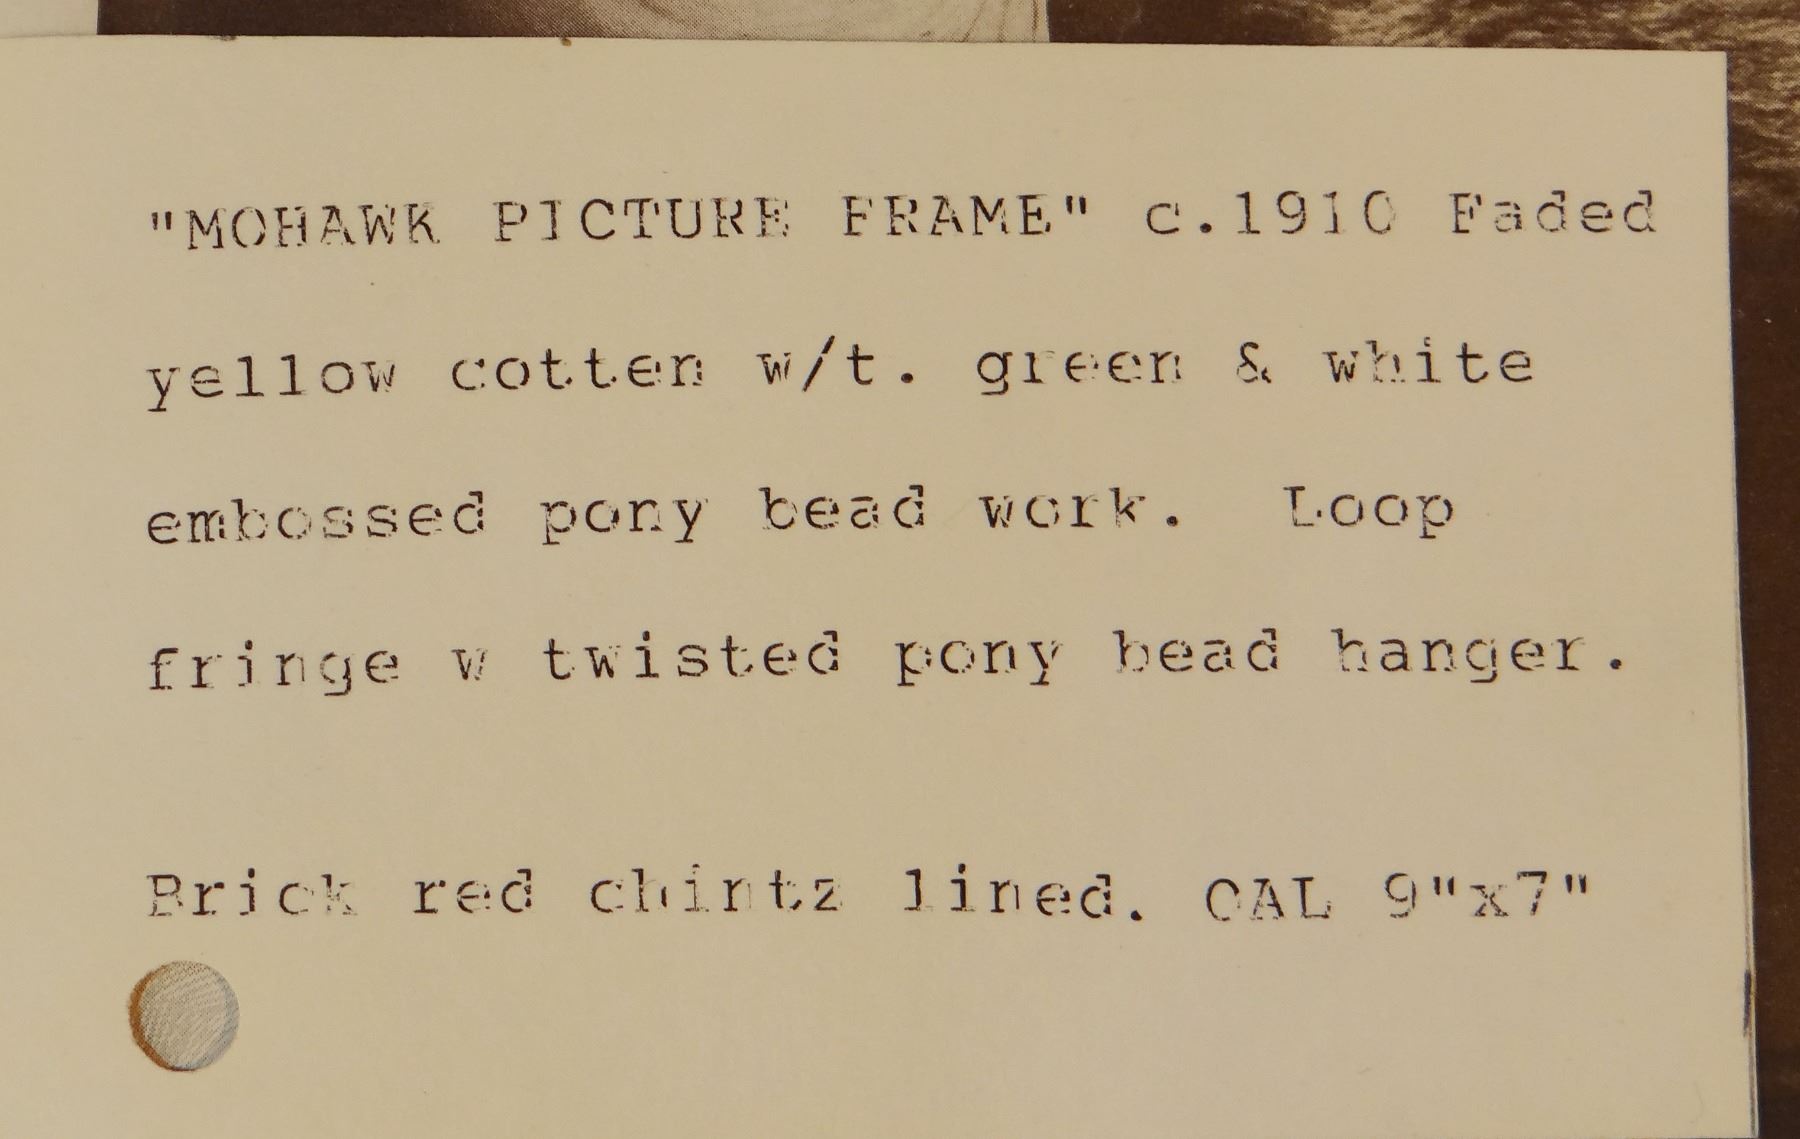 "MOHAWK PICTURE FRAME" c.1910 Faded
yellow cotten w/t. green & white
embossed pony bead work.  Loop
fringe w twisted pony bead hanger.
Brick red chintz lined. OAL 9"x7"